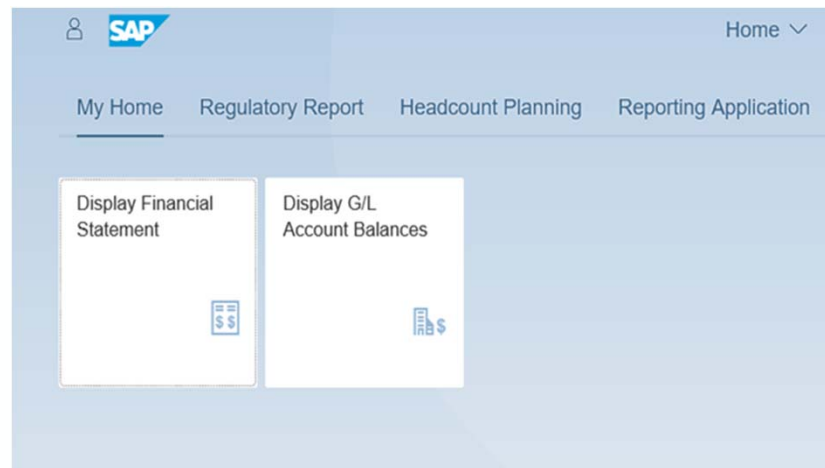 SAP
Home
My Home Regulatory Report Headcount Planning Reporting Application
Display Financial
Statement
Display G/L
Account Balances
$ $
$